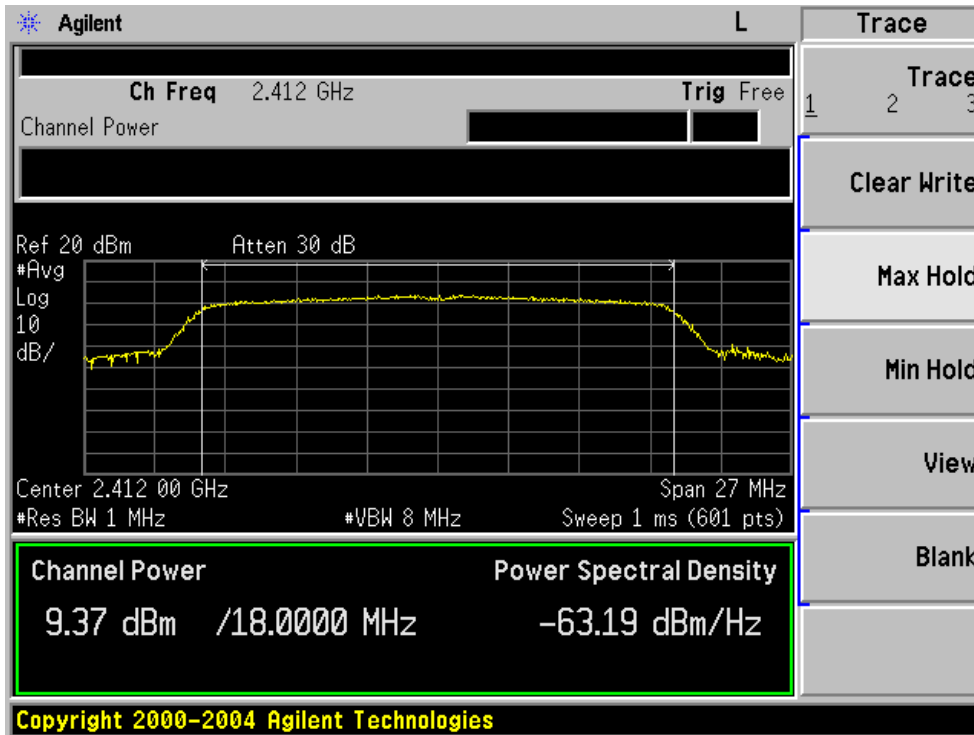 Agilent L Trace
Ch Freq 2.412 GHz Trig Free
Channel Power
Trace
1 2 3
Clear Write
Max Hold
Min Hold
View
Blank
Ref 20 dBm Atten 30 dB
#Avg
Log
10
dB/
Center 2.412 00 GHz Span 27 MHz
#Res BW 1 MHz #VBW 8 MHz Sweep 1 ms (601 pts)
Channel Power Power Spectral Density
9.37 dBm /18.0000 MHz -63.19 dBm/Hz
Copyright 2000-2004 Agilent Technologies